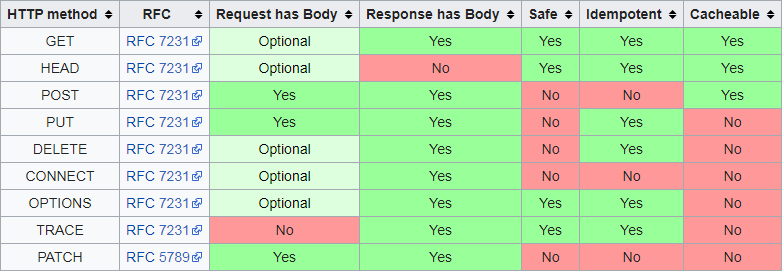 HTTP method RFC Request has Body Response has Body Safe Idempotent Cacheable
GET RFC 7231 Optional Yes Yes Yes Yes
HEAD RFC 7231 Optional No Yes Yes Yes
POST RFC 7231 Yes Yes No No Yes
PUT RFC 7231 Yes Yes No Yes No
DELETE RFC 7231 Optional Yes No Yes No
CONNECT RFC 7231 Optional Yes No No No
OPTIONS RFC 7231 Optional Yes Yes Yes No
TRACE RFC 7231 No Yes Yes Yes No
PATCH RFC 5789 Yes Yes No No No